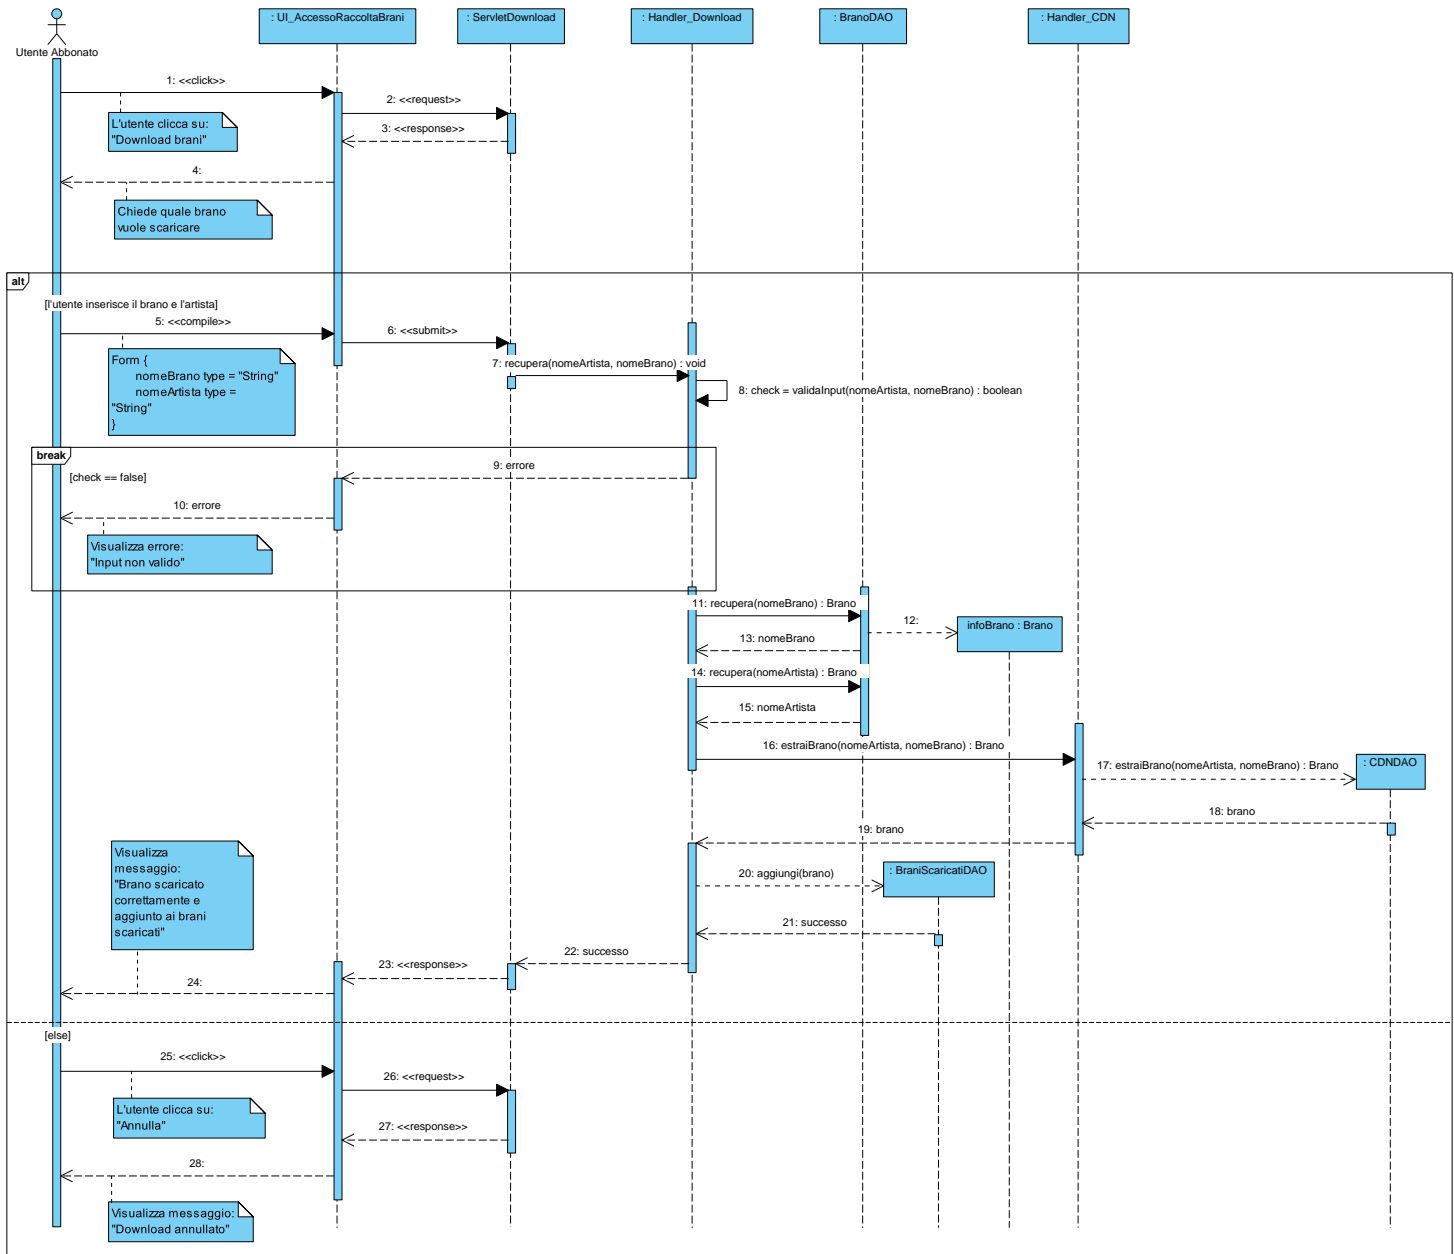 Utente Abbonato
: UI_AccessoRaccoltaBrani
: ServletDownload
: Handler_Download
: BranoDAO
: Handler_CDN
1: <<click>>
L'utente clicca su:
"Download brani"
2: <<request>>
3: <<response>>
4:
Chiede quale brano
vuole scaricare
alt
[l'utente inserisce il brano e l'artista]
5: <<compile>>
6: <<submit>>
Form {
nomeBrano type = "String"
nomeArtista type =
"String"
}
7: recupera(nomeArtista, nomeBrano) : void
8: check = validaInput(nomeArtista, nomeBrano) : boolean
break
[check == false]
9: errore
10: errore
Visualizza errore:
"Input non valido"
11: recupera(nomeBrano) : Brano
12:
infoBrano : Brano
13: nomeBrano
14: recupera(nomeArtista) : Brano
15: nomeArtista
16: estraiBrano(nomeArtista, nomeBrano) : Brano
17: estraiBrano(nomeArtista, nomeBrano) : Brano
: CDNDAO
18: brano
19: brano
Visualizza
messaggio:
"Brano scaricato
correttamente e
aggiunto ai brani
scaricati"
20: aggiungi(brano)
: BraniScaricatiDAO
21: successo
22: successo
23: <<response>>
24:
[else]
25: <<click>>
26: <<request>>
L'utente clicca su:
"Annulla"
27: <<response>>
28:
Visualizza messaggio:
"Download annullato"